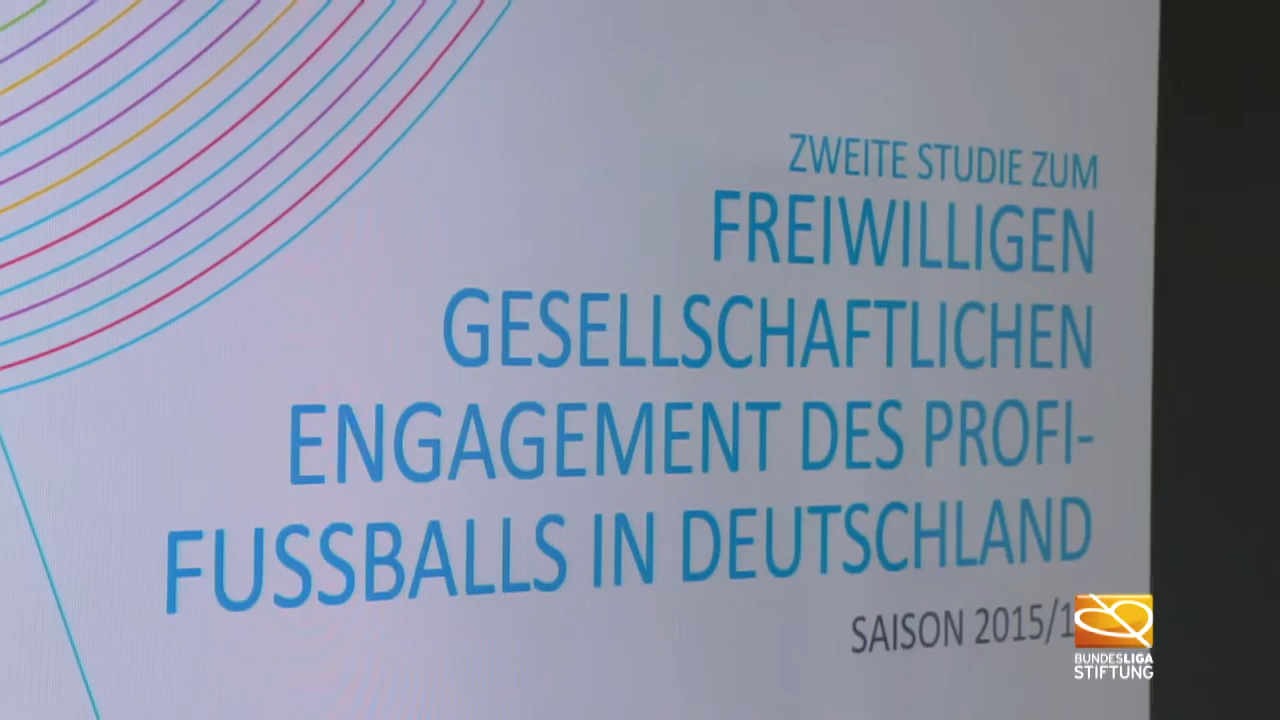 ZWEITE STUDIE ZUM
FREIWILLIGEN
GESELLSCHAFTLICHEN
ENGAGEMENT DES PROFI-
FUSSBALLS IN DEUTSCHLAND
SAISON 2015/1
BUNDESLIGA
STIFTUNG